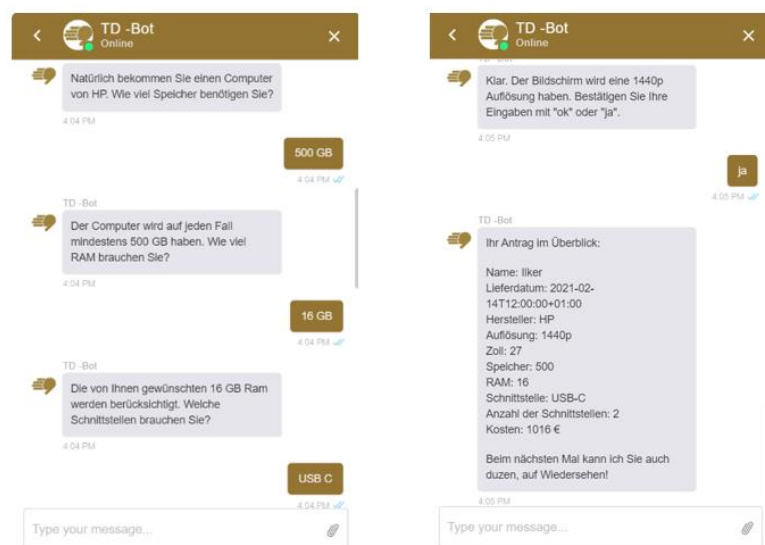 TD -Bot
Online
Natürlich bekommen Sie einen Computer
von HP. Wie viel Speicher benötigen Sie?
4:04 PM
500 GB
4:04 PM
TD -Bot
Der Computer wird auf jeden Fall
mindestens 500 GB haben. Wie viel
RAM brauchen Sie?
4:04 PM
16 GB
4:04 PM
TD -Bot
Die von Ihnen gewünschten 16 GB Ram
werden berücksichtigt. Welche
Schnittstellen brauchen Sie?
4:04 PM
USB C
4:04 PM
Type your message...
TD -Bot
Online
Klar. Der Bildschirm wird eine 1440p
Auflösung haben. Bestätigen Sie Ihre
Eingaben mit "ok" oder "ja".
4:05 PM
ja
4:05 PM
TD -Bot
Ihr Antrag im Überblick:
Name: Ilker
Lieferdatum: 2021-02-
14T12:00:00+01:00
Hersteller: HP
Auflösung: 1440p
Zoll: 27
Speicher: 500
RAM: 16
Schnittstelle: USB-C
Anzahl der Schnittstellen: 2
Kosten: 1016 €
Beim nächsten Mal kann ich Sie auch
duzen, auf Wiedersehen!
4:05 PM
Type your message...